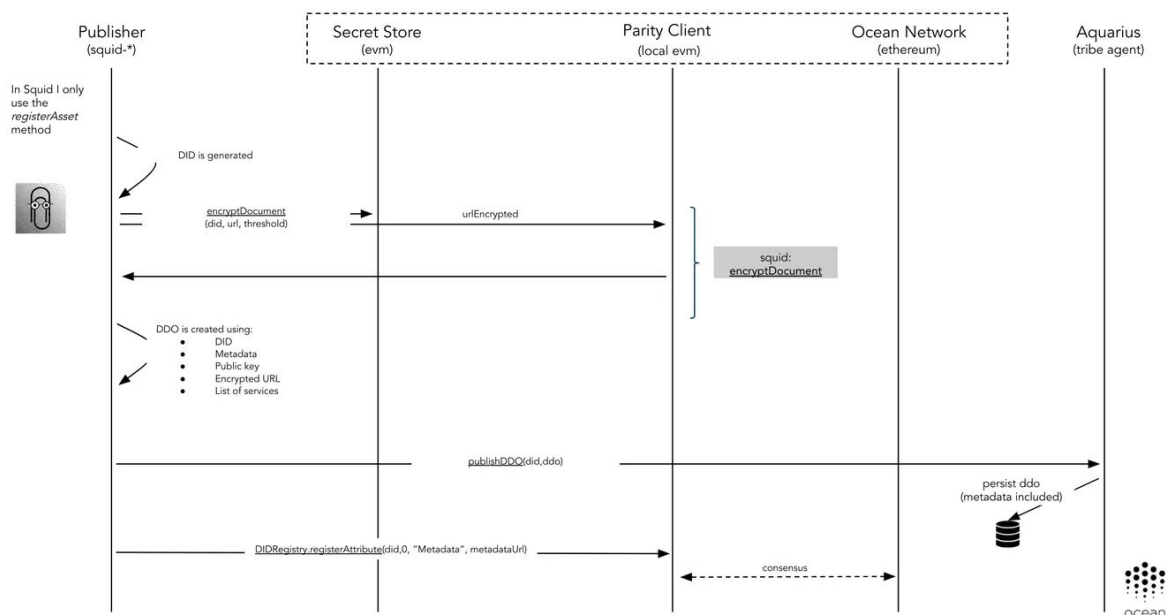 Publisher
(squid-*)
Secret Store
(evm)
Parity Client
(local evm)
Ocean Network
(ethereum)
Aquarius
(tribe agent)
In Squid I only
use the
registerAsset
method
DID is generated
encryptDocument
(did, url, threshold)
urlEncrypted
squid:
encryptDocument
DDO is created using:
● DID
● Metadata
● Public key
● Encrypted URL
● List of services
publishDDO(did,ddo)
persist ddo
(metadata included)
DIDRegistry.registerAttribute(did,0, "Metadata", metadataUrl)
consensus
ocean